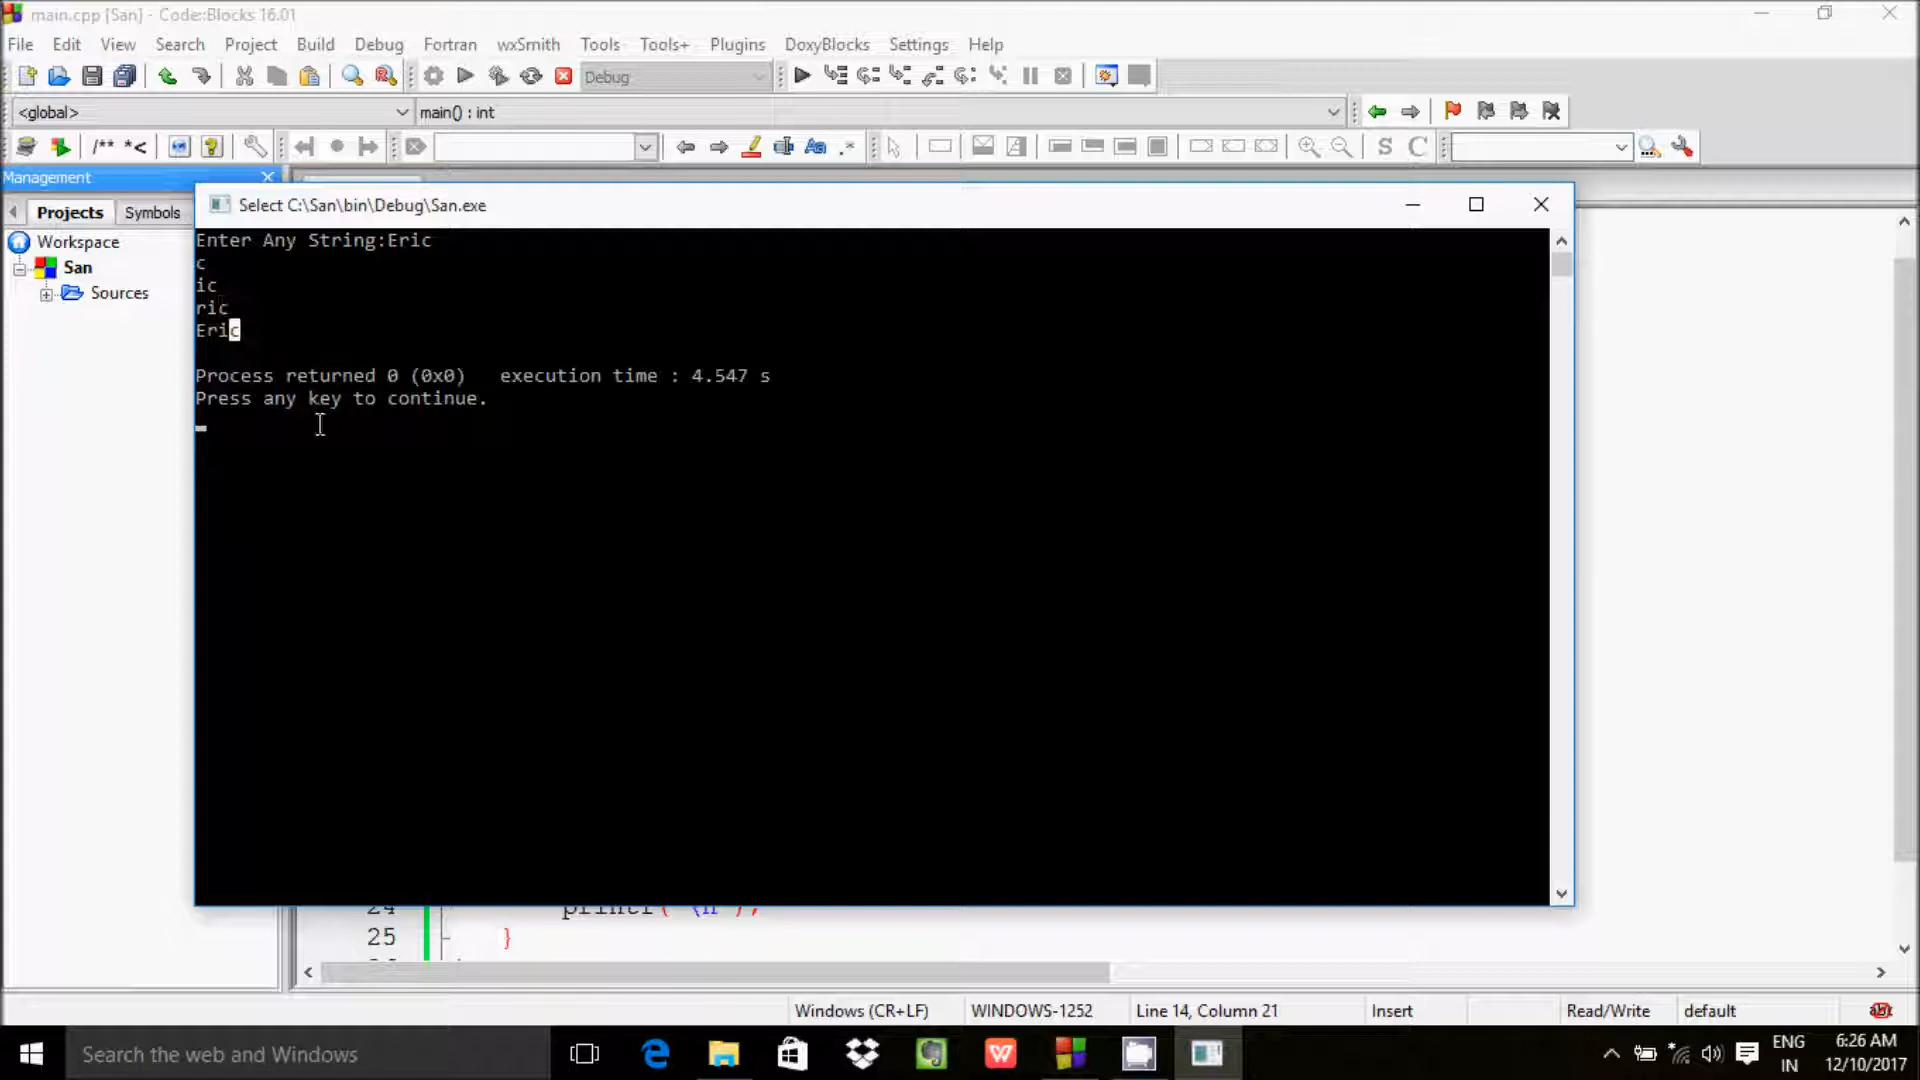 main.cpp [San] - Code::Blocks 16.01
File Edit View Search Project Build Debug Fortran wxSmith Tools Tools+ Plugins DoxyBlocks Settings Help
Debug
<global> main() : int
/** *<
S C
Management
Projects Symbols
Workspace
San
Sources
Select C:\San\bin\Debug\San.exe
Enter Any String:Eric
c
ic
ric
Eric
Process returned 0 (0x0)   execution time : 4.547 s
Press any key to continue.
24 printf("\n");
25 }
Windows (CR+LF) WINDOWS-1252 Line 14, Column 21 Insert Read/Write default
Search the web and Windows
ENG
IN
6:26 AM
12/10/2017